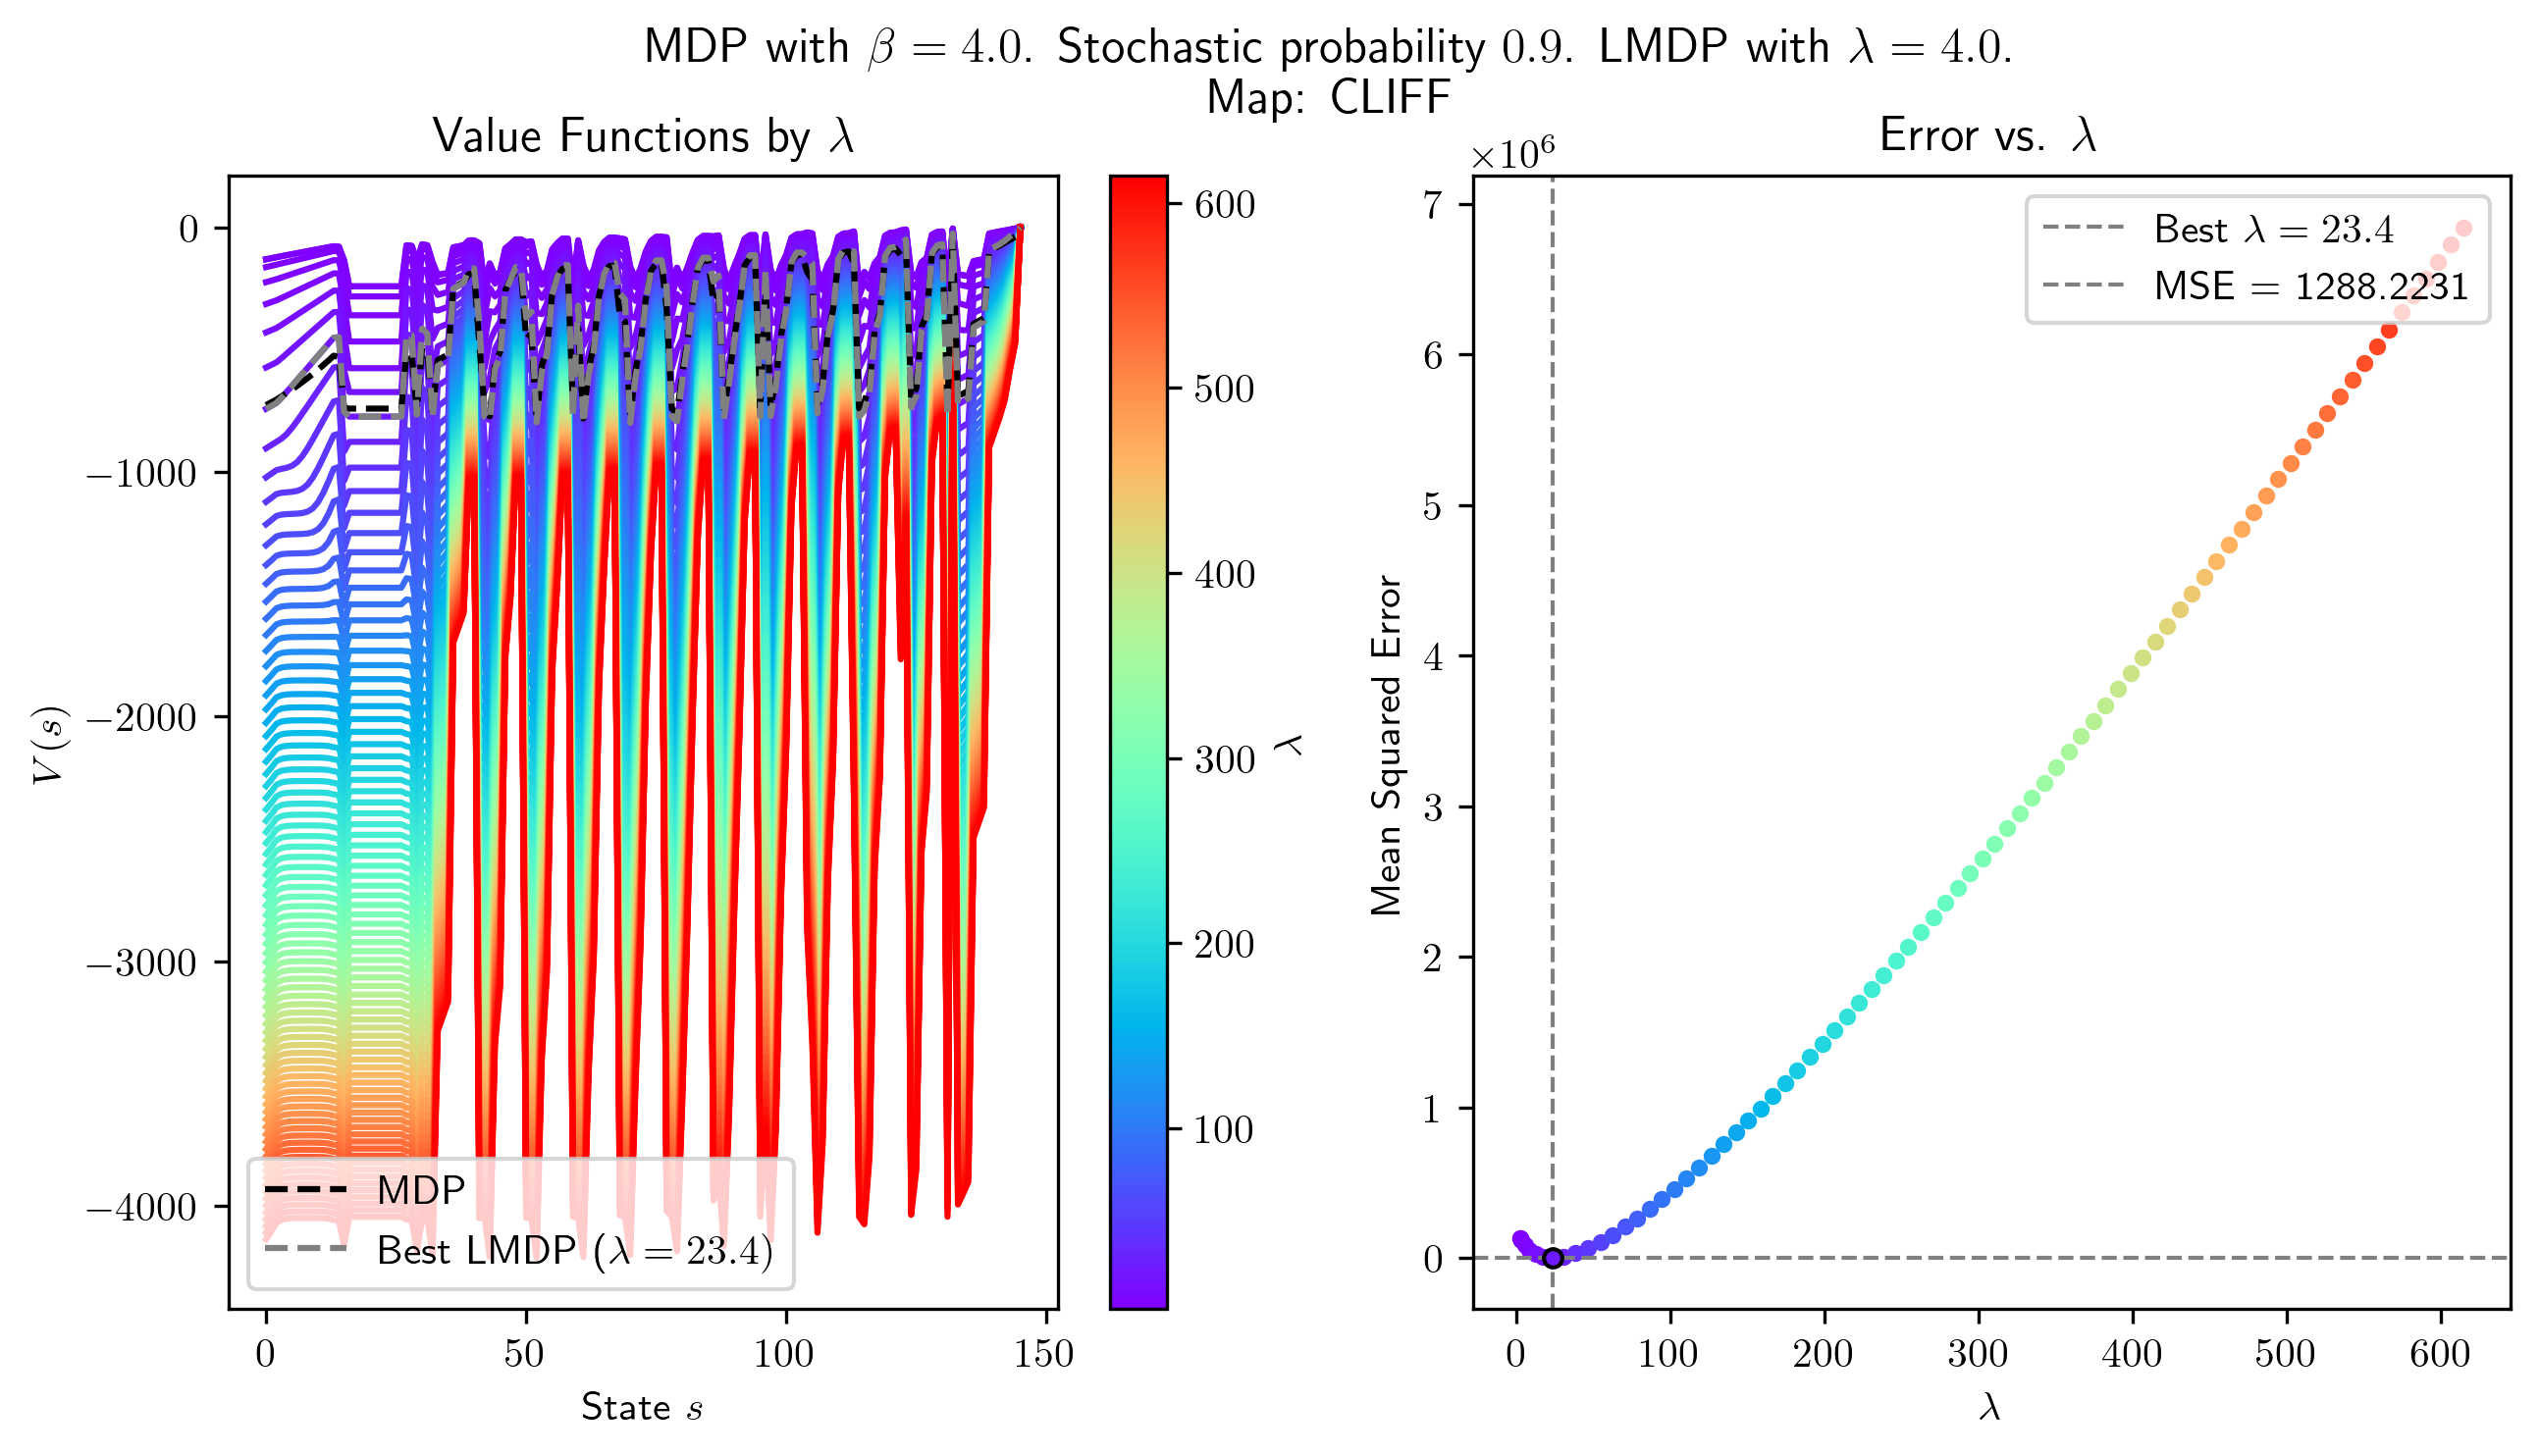 MDP with β = 4.0. Stochastic probability 0.9. LMDP with λ = 4.0.
Map: CLIFF
Value Functions by λ
0
−1000
−2000
−3000
−4000
V(s)
0
50
100
150
State s
MDP
Best LMDP (λ = 23.4)
600
500
400
300
200
100
λ
Error vs. λ
×10⁶
7
6
5
4
3
2
1
0
Mean Squared Error
0
100
200
300
400
500
600
λ
Best λ = 23.4
MSE = 1288.2231